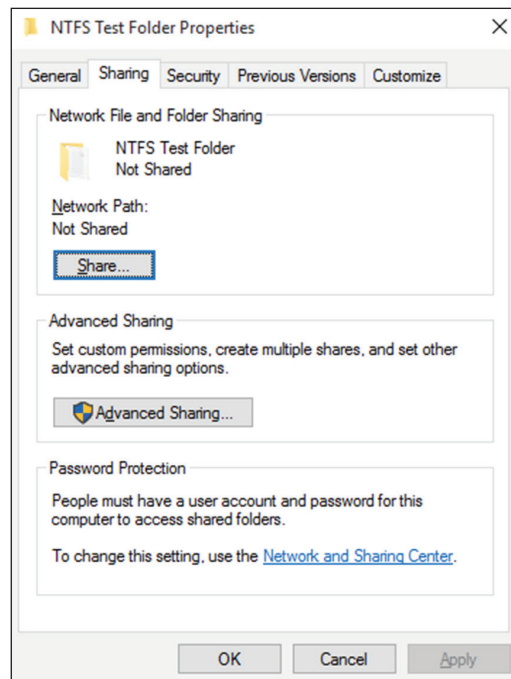 NTFS Test Folder Properties
General Sharing Security Previous Versions Customize
Network File and Folder Sharing
NTFS Test Folder
Not Shared
Network Path:
Not Shared
Share...
Advanced Sharing
Set custom permissions, create multiple shares, and set other
advanced sharing options.
Advanced Sharing...
Password Protection
People must have a user account and password for this
computer to access shared folders.
To change this setting, use the Network and Sharing Center.
OK Cancel Apply